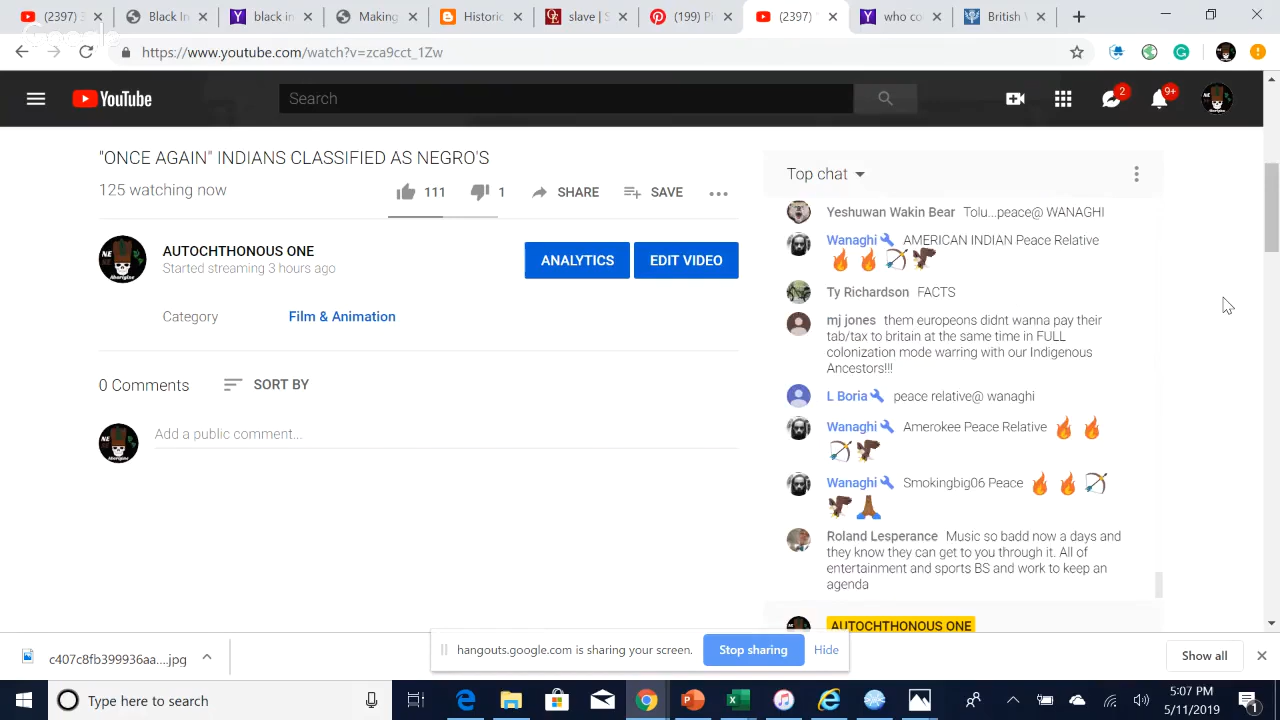 (2397)
Black In
blacks in
Making
Historic
slave | S
(199)
(2397)
who co
British V
Google
https://www.youtube.com/watch?v=zca9cct_1Zw
YouTube
Search
2
9+
"ONCE AGAIN" INDIANS CLASSIFIED AS NEGRO'S
125 watching now
111
1
SHARE
SAVE
AUTOCHTHONOUS ONE
Started streaming 3 hours ago
ANALYTICS
EDIT VIDEO
Category
Film & Animation
0 Comments
SORT BY
Add a public comment...
Top chat
Yeshuwan Wakin Bear Tolu...peace@ WANAGHI
Wanaghi AMERICAN INDIAN Peace Relative
🔥 🔥 🏹 🦅
Ty Richardson FACTS
mj jones them europeons didnt wanna pay their
tab/tax to britain at the same time in FULL
colonization mode warring with our Indigenous
Ancestors!!!
L Boria peace relative@ wanaghi
Wanaghi Amerokee Peace Relative 🔥 🔥
🏹 🦅
Wanaghi Smokingbig06 Peace 🔥 🔥 🏹
🦅 🙏🏾
Roland Lesperance Music so badd now a days and
they know they can get to you through it. All of
entertainment and sports BS and work to keep an
agenda
AUTOCHTHONOUS ONE
c407c8fb399936aa....jpg
hangouts.google.com is sharing your screen.
Stop sharing
Hide
Show all
Type here to search
5:07 PM
5/11/2019
1